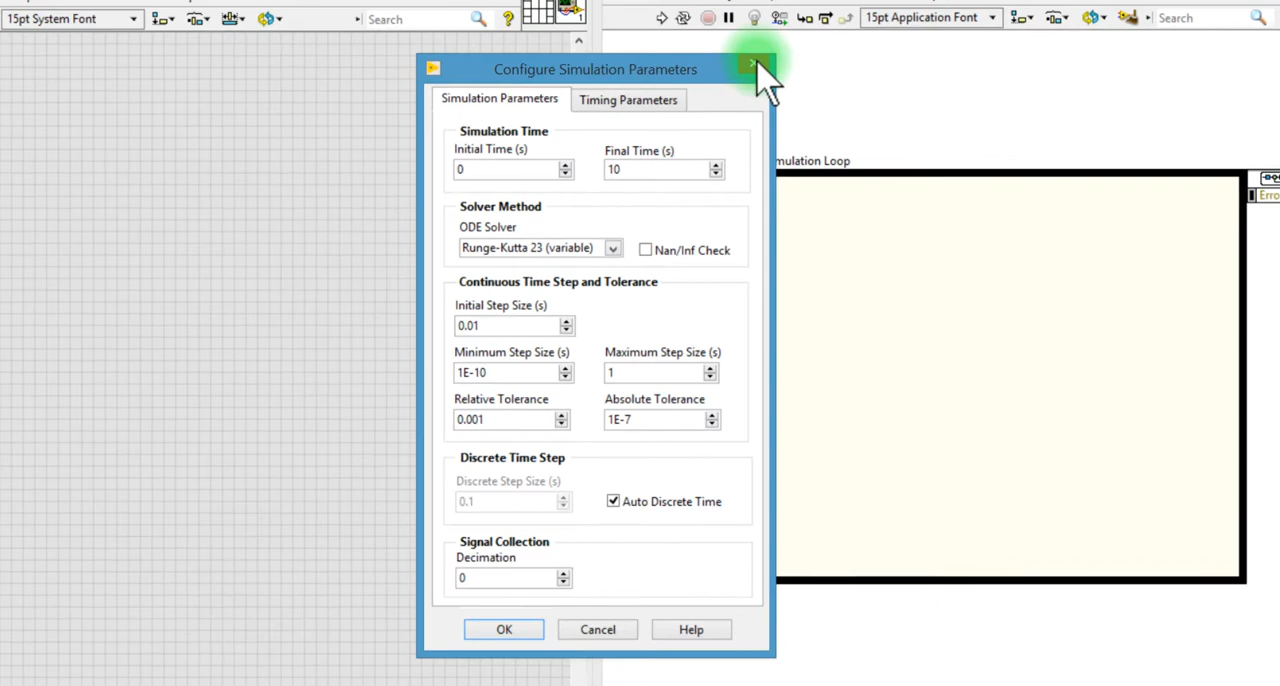 15pt System Font
Search
15pt Application Font
Search
Configure Simulation Parameters
Simulation Parameters
Timing Parameters
Simulation Time
Initial Time (s)
Final Time (s)
0
10
Solver Method
ODE Solver
Runge-Kutta 23 (variable)
Nan/Inf Check
Continuous Time Step and Tolerance
Initial Step Size (s)
0.01
Minimum Step Size (s)
Maximum Step Size (s)
1E-10
1
Relative Tolerance
Absolute Tolerance
0.001
1E-7
Discrete Time Step
Discrete Step Size (s)
0.1
Auto Discrete Time
Signal Collection
Decimation
0
OK
Cancel
Help
mulation Loop
Erro
1